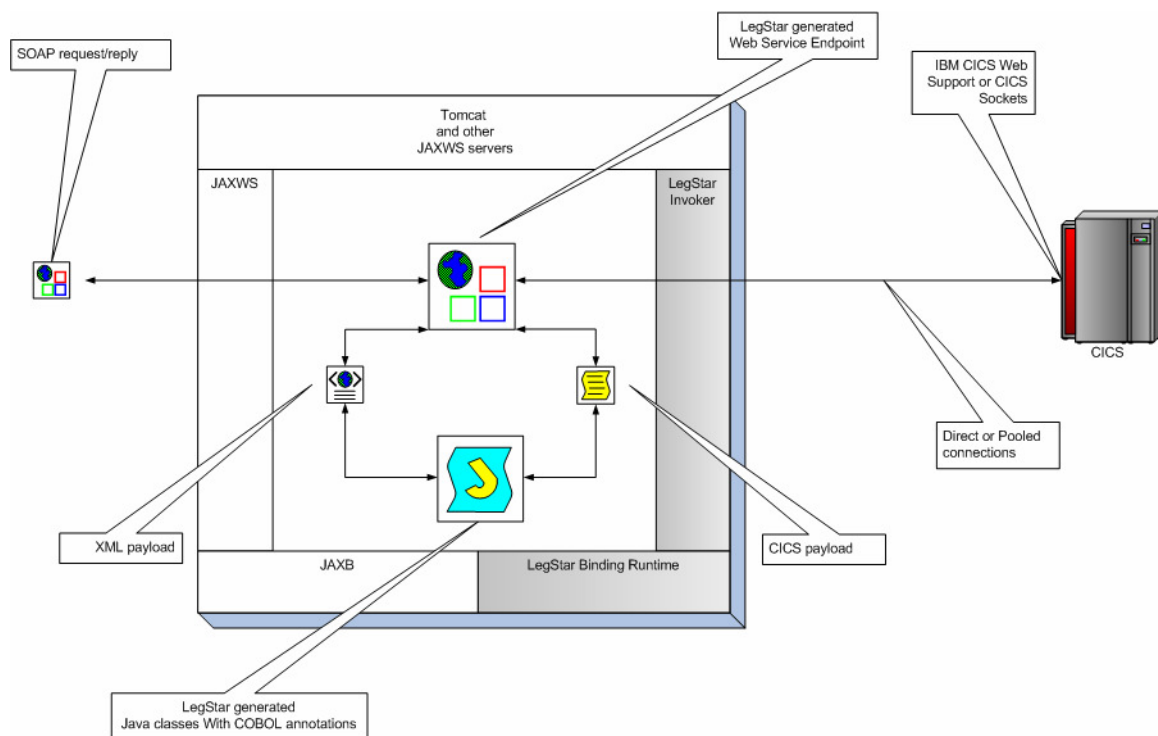 LegStar generated
Web Service Endpoint
SOAP request/reply
IBM CICS Web
Support or CICS
Sockets
Tomcat
and other
JAXWS servers
JAXWS
LegStar
Invoker
CICS
Direct or Pooled
connections
XML payload
CICS payload
JAXB
LegStar Binding Runtime
LegStar generated
Java classes With COBOL annotations